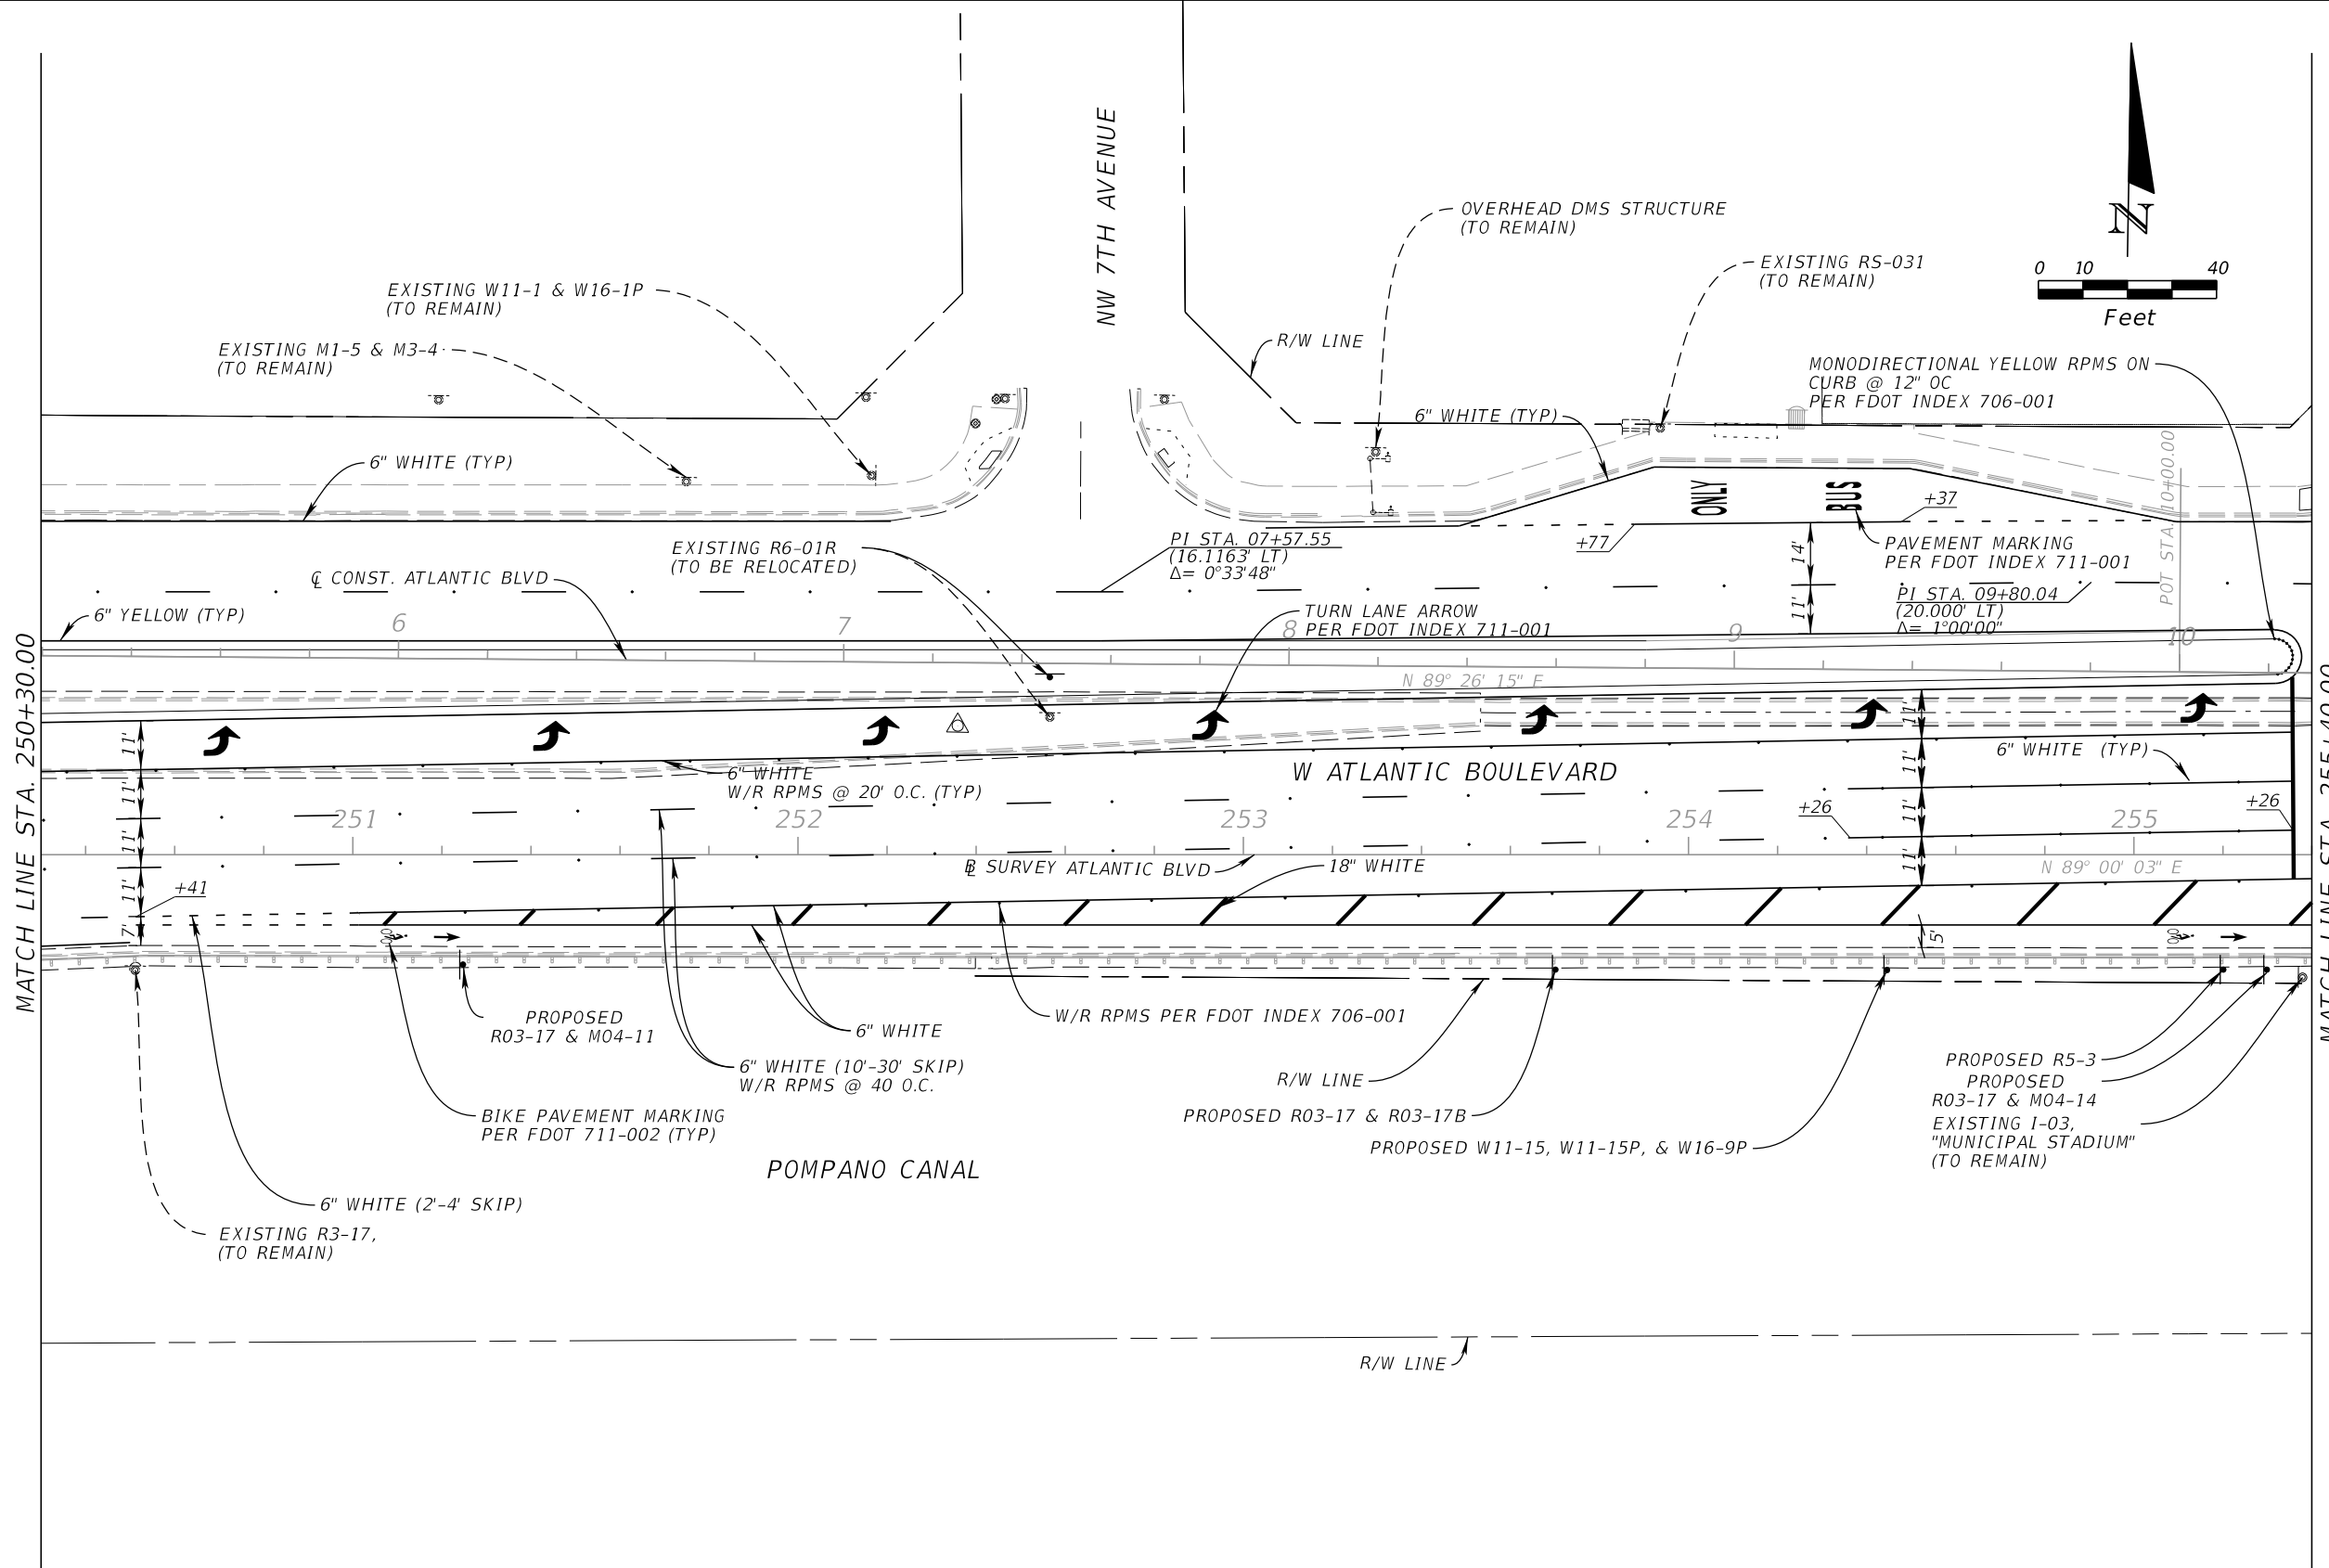 NW 7TH AVENUE
N
0 10 40
Feet
OVERHEAD DMS STRUCTURE
(TO REMAIN)
EXISTING RS-031
(TO REMAIN)
EXISTING W11-1 & W16-1P
(TO REMAIN)
EXISTING M1-5 & M3-4
(TO REMAIN)
R/W LINE
MONODIRECTIONAL YELLOW RPMS ON
CURB @ 12" OC
PER FDOT INDEX 706-001
6" WHITE (TYP)
6" WHITE (TYP)
ONLY
BUS
+37
POT STA. 10+00.00
EXISTING R6-01R
(TO BE RELOCATED)
PI STA. 07+57.55
(16.1163' LT)
Δ= 0°33'48"
+77
14'
PAVEMENT MARKING
PER FDOT INDEX 711-001
℄ CONST. ATLANTIC BLVD
PI STA. 09+80.04
(20.000' LT)
Δ= 1°00'00"
11'
6" YELLOW (TYP)
TURN LANE ARROW
PER FDOT INDEX 711-001
6
7
8
9
10
MATCH LINE STA. 250+30.00
MATCH LINE STA. 255+40.00
N 89° 26' 15" E
11'
11'
11'
11'
7'
11'
11'
11'
11'
5'
6" WHITE (TYP)
6" WHITE
W/R RPMS @ 20' O.C. (TYP)
W ATLANTIC BOULEVARD
+26
+26
251
252
253
254
255
B SURVEY ATLANTIC BLVD
18" WHITE
N 89° 00' 03" E
+41
PROPOSED
R03-17 & M04-11
6" WHITE
W/R RPMS PER FDOT INDEX 706-001
6" WHITE (10'-30' SKIP)
W/R RPMS @ 40 O.C.
R/W LINE
PROPOSED R5-3
PROPOSED
R03-17 & M04-14
BIKE PAVEMENT MARKING
PER FDOT 711-002 (TYP)
PROPOSED R03-17 & R03-17B
EXISTING I-03,
"MUNICIPAL STADIUM"
(TO REMAIN)
PROPOSED W11-15, W11-15P, & W16-9P
POMPANO CANAL
6" WHITE (2'-4' SKIP)
EXISTING R3-17,
(TO REMAIN)
R/W LINE